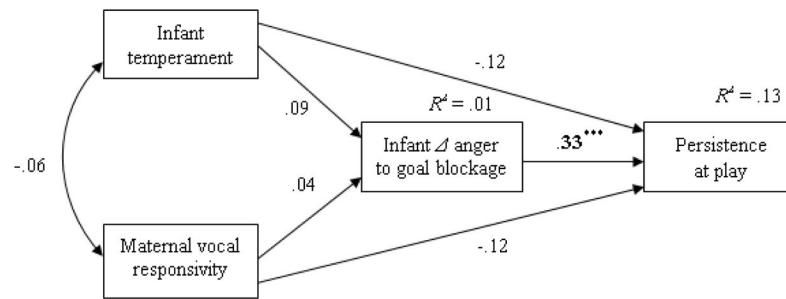 Infant
temperament
-.12
R² = .13
.09
R² = .01
Infant Δ anger
to goal blockage
.33***
Persistence
at play
-.06
.04
Maternal vocal
responsivity
-.12